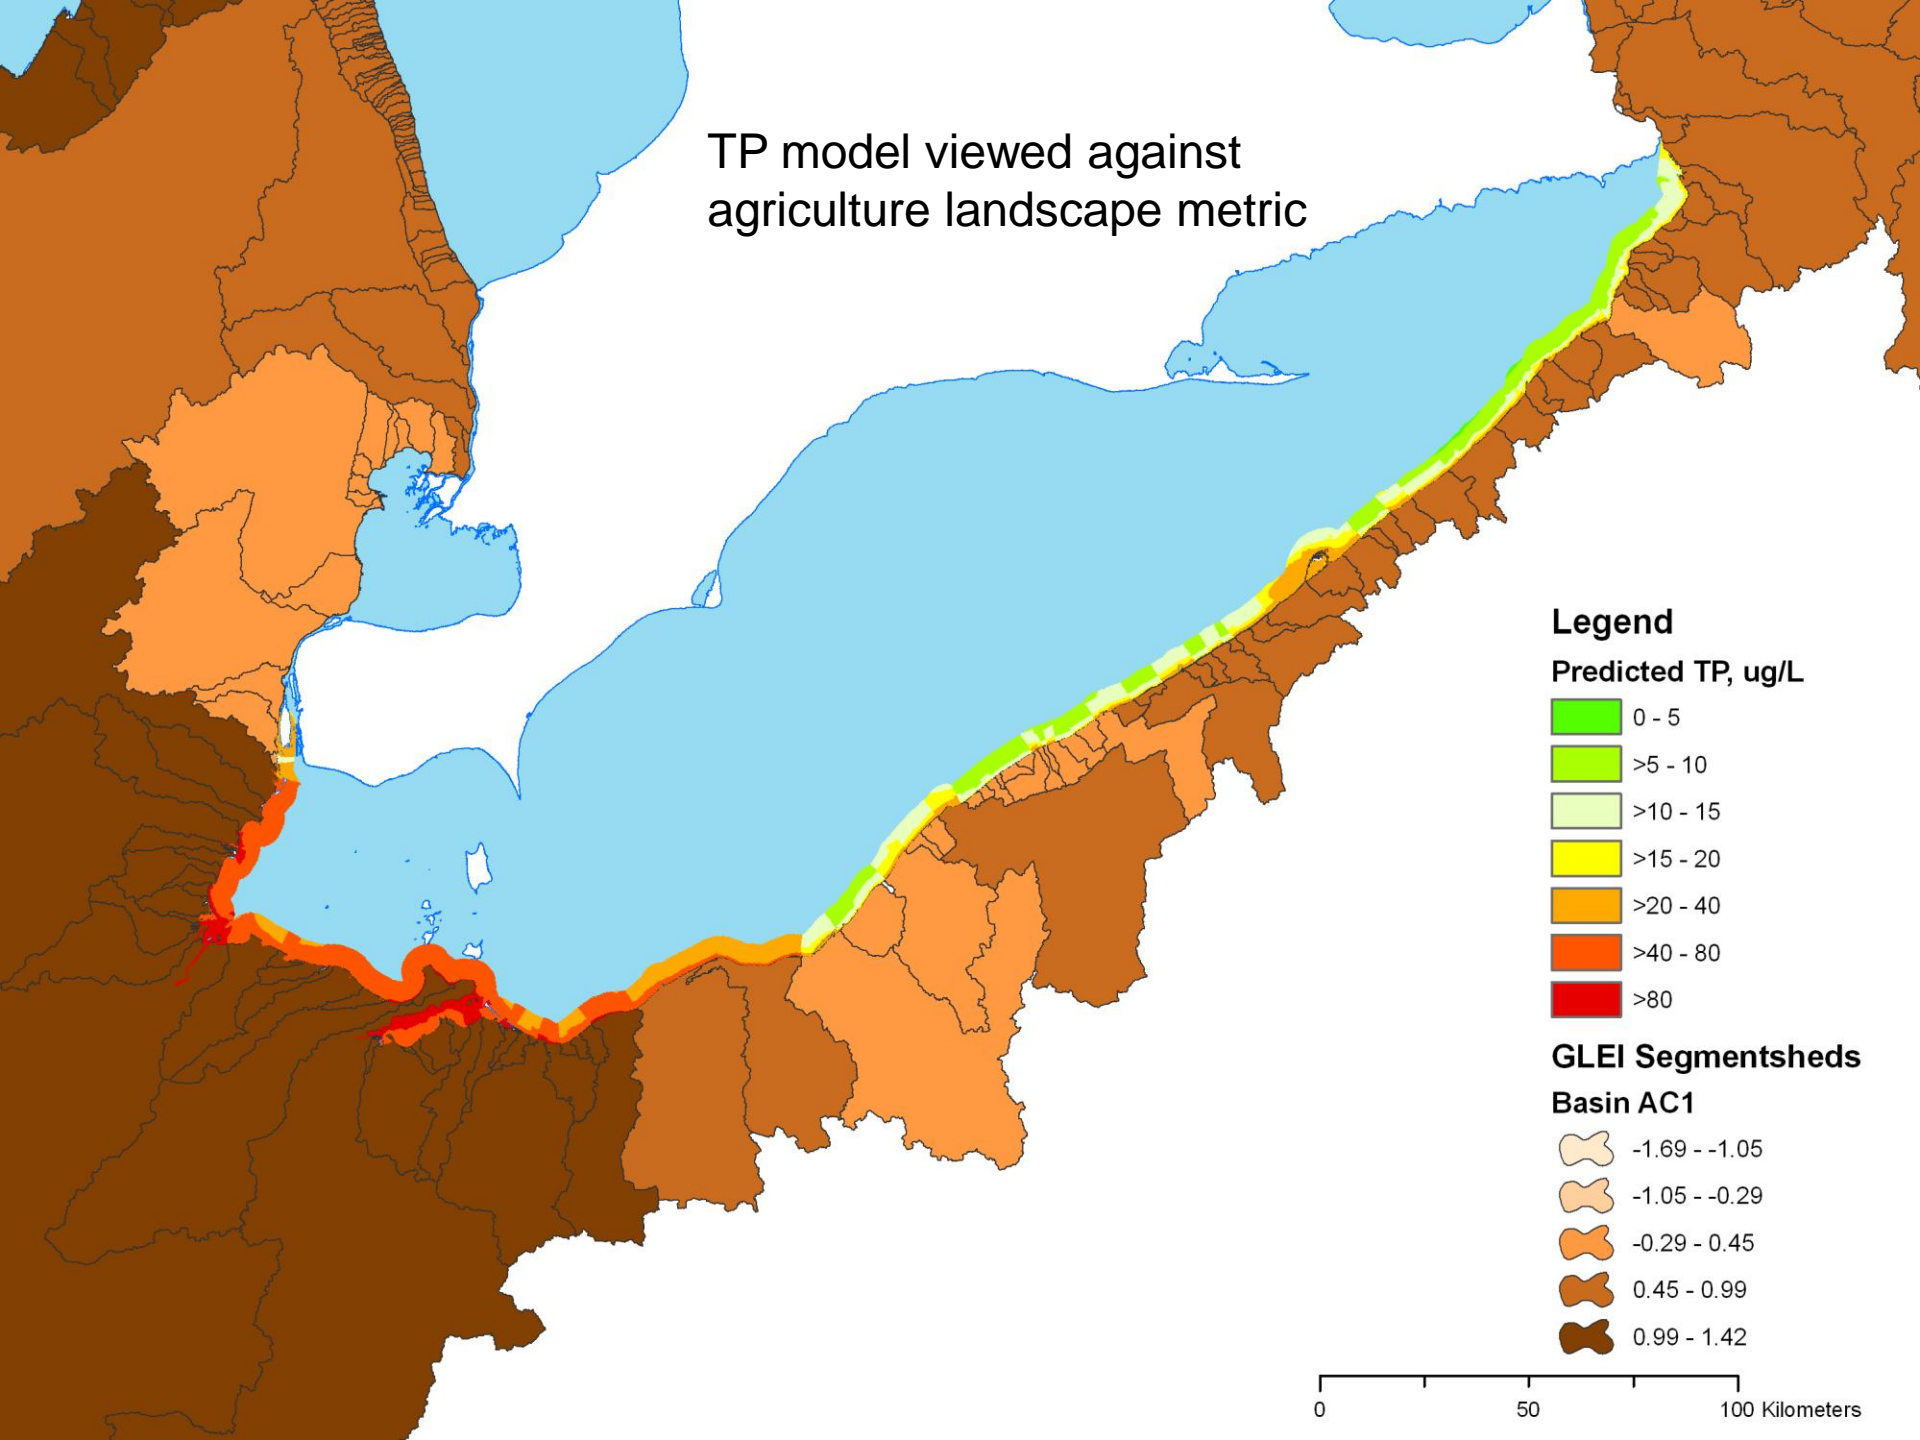 TP model viewed against
agriculture landscape metric
Legend
Predicted TP, ug/L
0 - 5
>5 - 10
>10 - 15
>15 - 20
>20 - 40
>40 - 80
>80
GLEI Segmentsheds
Basin AC1
-1.69 - -1.05
-1.05 - -0.29
-0.29 - 0.45
0.45 - 0.99
0.99 - 1.42
0 50 100 Kilometers